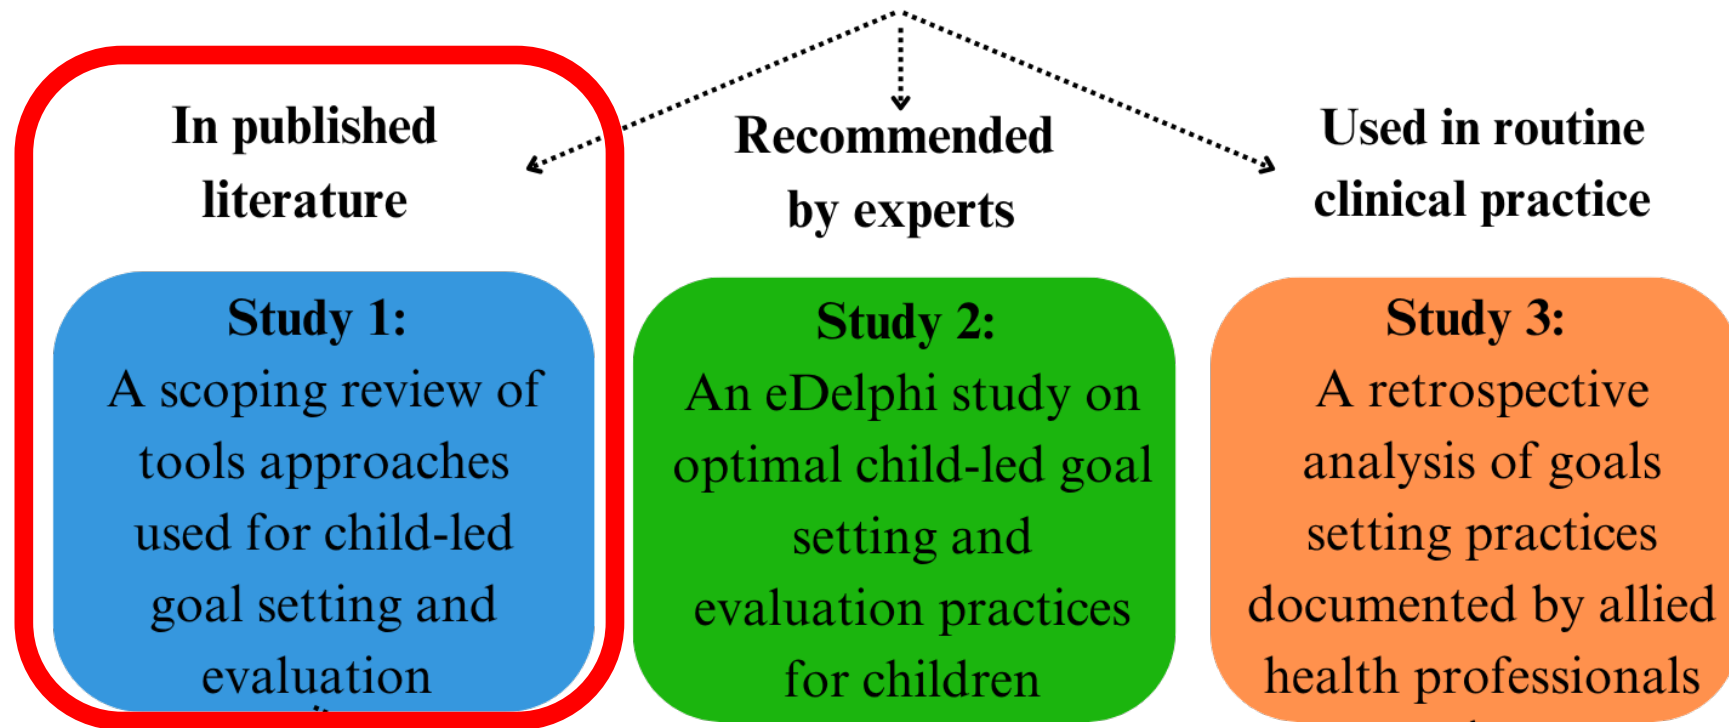 In published
literature
Recommended
by experts
Used in routine
clinical practice
Study 1:
A scoping review of
tools approaches
used for child-led
goal setting and
evaluation
Study 2:
An eDelphi study on
optimal child-led goal
setting and
evaluation practices
for children
Study 3:
A retrospective
analysis of goals
setting practices
documented by allied
health professionals